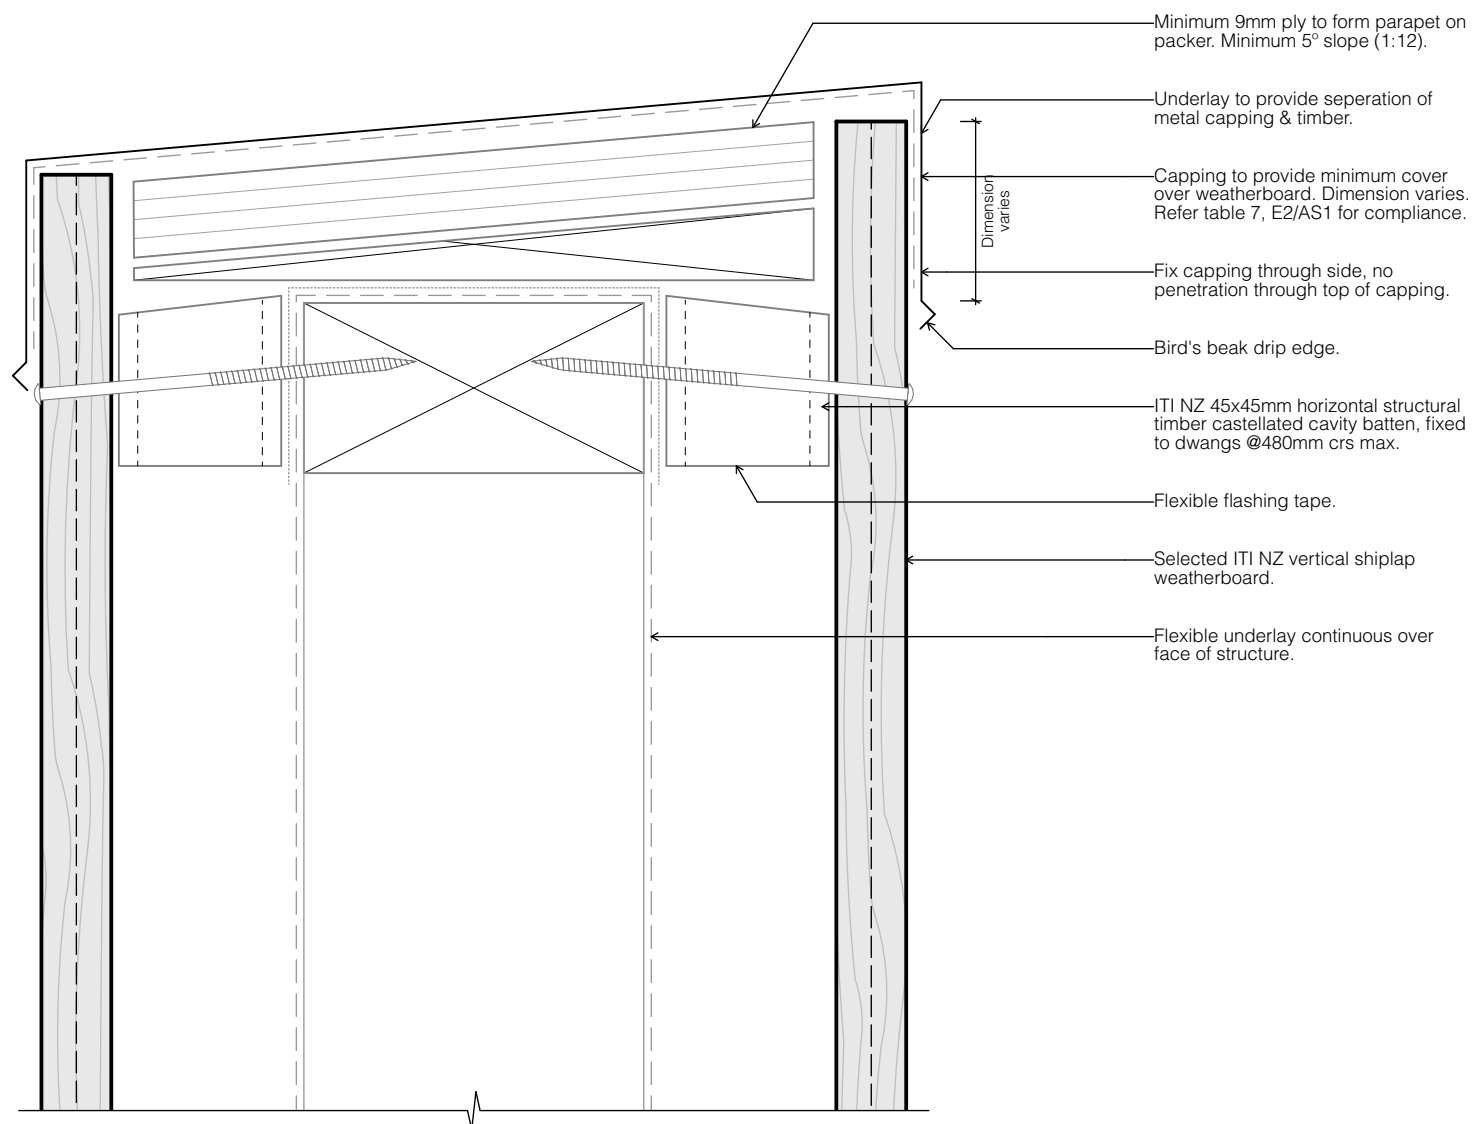 Minimum 9mm ply to form parapet on
packer. Minimum 5° slope (1:12).
Underlay to provide seperation of
metal capping & timber.
Capping to provide minimum cover
over weatherboard. Dimension varies.
Refer table 7, E2/AS1 for compliance.
Dimension
varies
Fix capping through side, no
penetration through top of capping.
Bird's beak drip edge.
ITI NZ 45x45mm horizontal structural
timber castellated cavity batten, fixed
to dwangs @480mm crs max.
Flexible flashing tape.
Selected ITI NZ vertical shiplap
weatherboard.
Flexible underlay continuous over
face of structure.